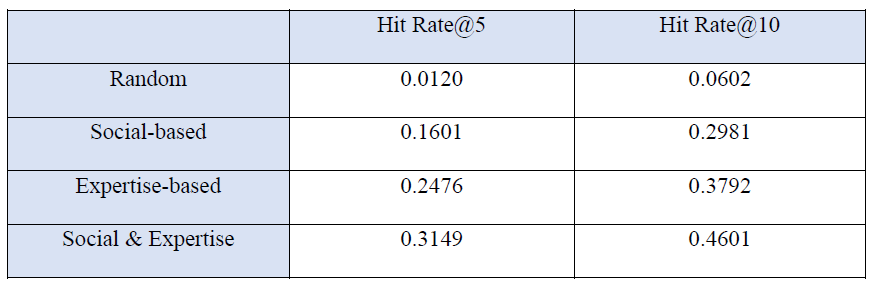 Hit Rate@5 Hit Rate@10
Random 0.0120 0.0602
Social-based 0.1601 0.2981
Expertise-based 0.2476 0.3792
Social & Expertise 0.3149 0.4601